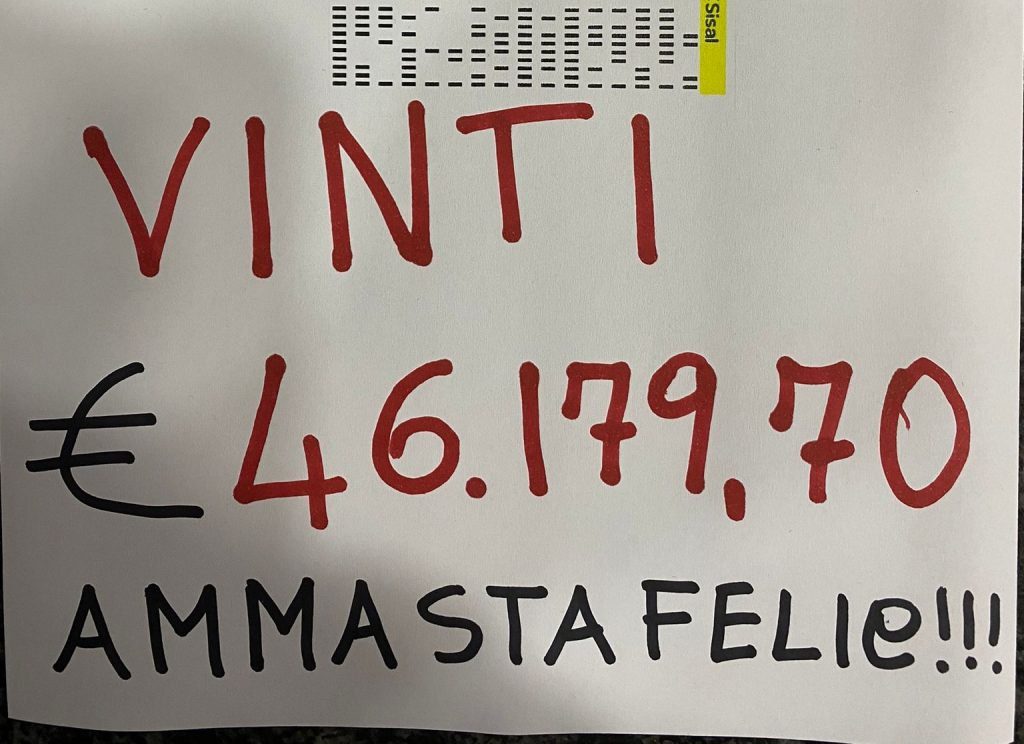 Sisal
VINTI
€ 46.179,70
AMMA STA FELIe!!!